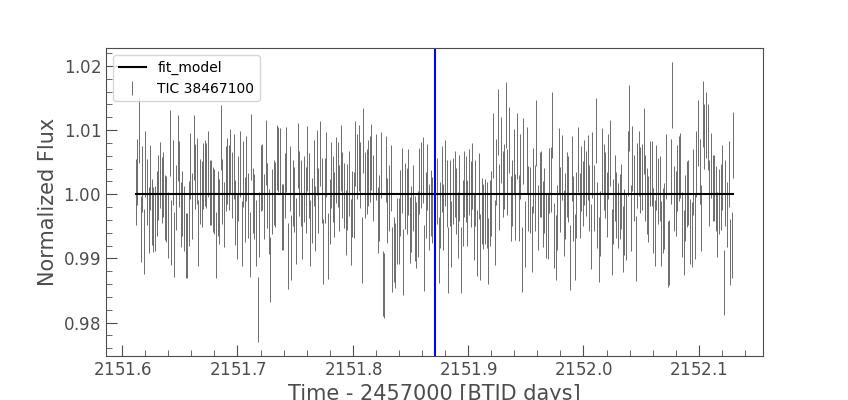 fit_model
TIC 38467100
1.02
1.01
1.00
0.99
0.98
Normalized Flux
2151.6 2151.7 2151.8 2151.9 2152.0 2152.1
Time - 2457000 [BTJD days]